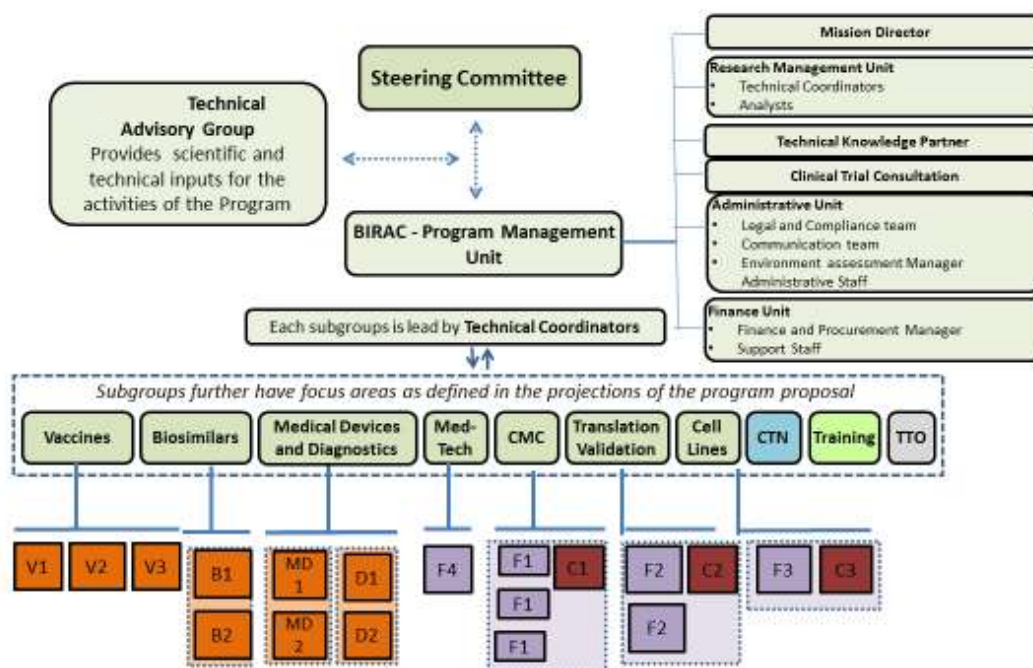 Steering Committee
Technical
Advisory Group
Provides scientific and
technical inputs for the
activities of the Program
BIRAC - Program Management
Unit
Mission Director
Research Management Unit
• Technical Coordinators
• Analysts
Technical Knowledge Partner
Clinical Trial Consultation
Administrative Unit
• Legal and Compliance team
• Communication team
• Environment assessment Manager
Administrative Staff
Finance Unit
• Finance and Procurement Manager
• Support Staff
Each subgroups is lead by Technical Coordinators
Subgroups further have focus areas as defined in the projections of the program proposal
Vaccines
Biosimilars
Medical Devices
and Diagnostics
Med-
Tech
CMC
Translation
Validation
Cell
Lines
CTN
Training
TTO
V1
V2
V3
B1
B2
MD
1
MD
2
D1
D2
F4
F1
F1
F1
C1
F2
F2
C2
F3
C3